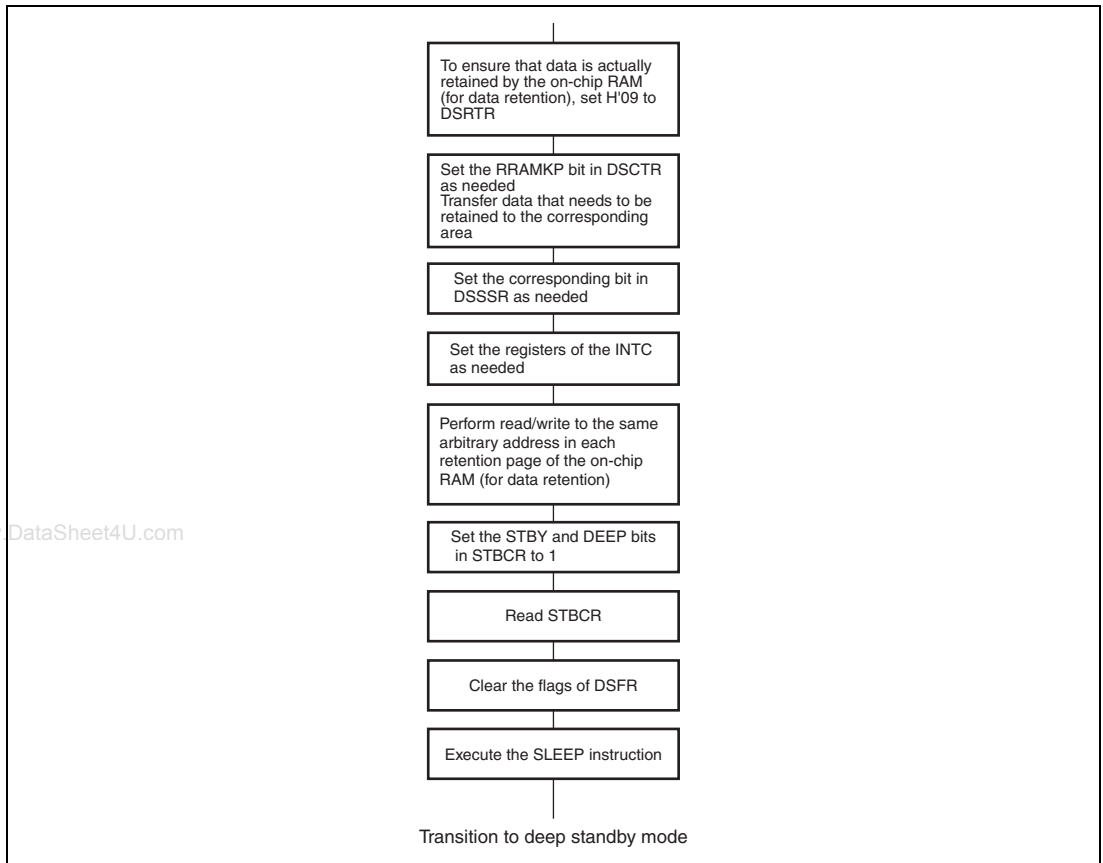 To ensure that data is actually
retained by the on-chip RAM
(for data retention), set H'09 to
DSRTR
Set the RRAMKP bit in DSCTR
as needed
Transfer data that needs to be
retained to the corresponding
area
Set the corresponding bit in
DSSSR as needed
Set the registers of the INTC
as needed
Perform read/write to the same
arbitrary address in each
retention page of the on-chip
RAM (for data retention)
.DataSheet4U.com
Set the STBY and DEEP bits
in STBCR to 1
Read STBCR
Clear the flags of DSFR
Execute the SLEEP instruction
Transition to deep standby mode